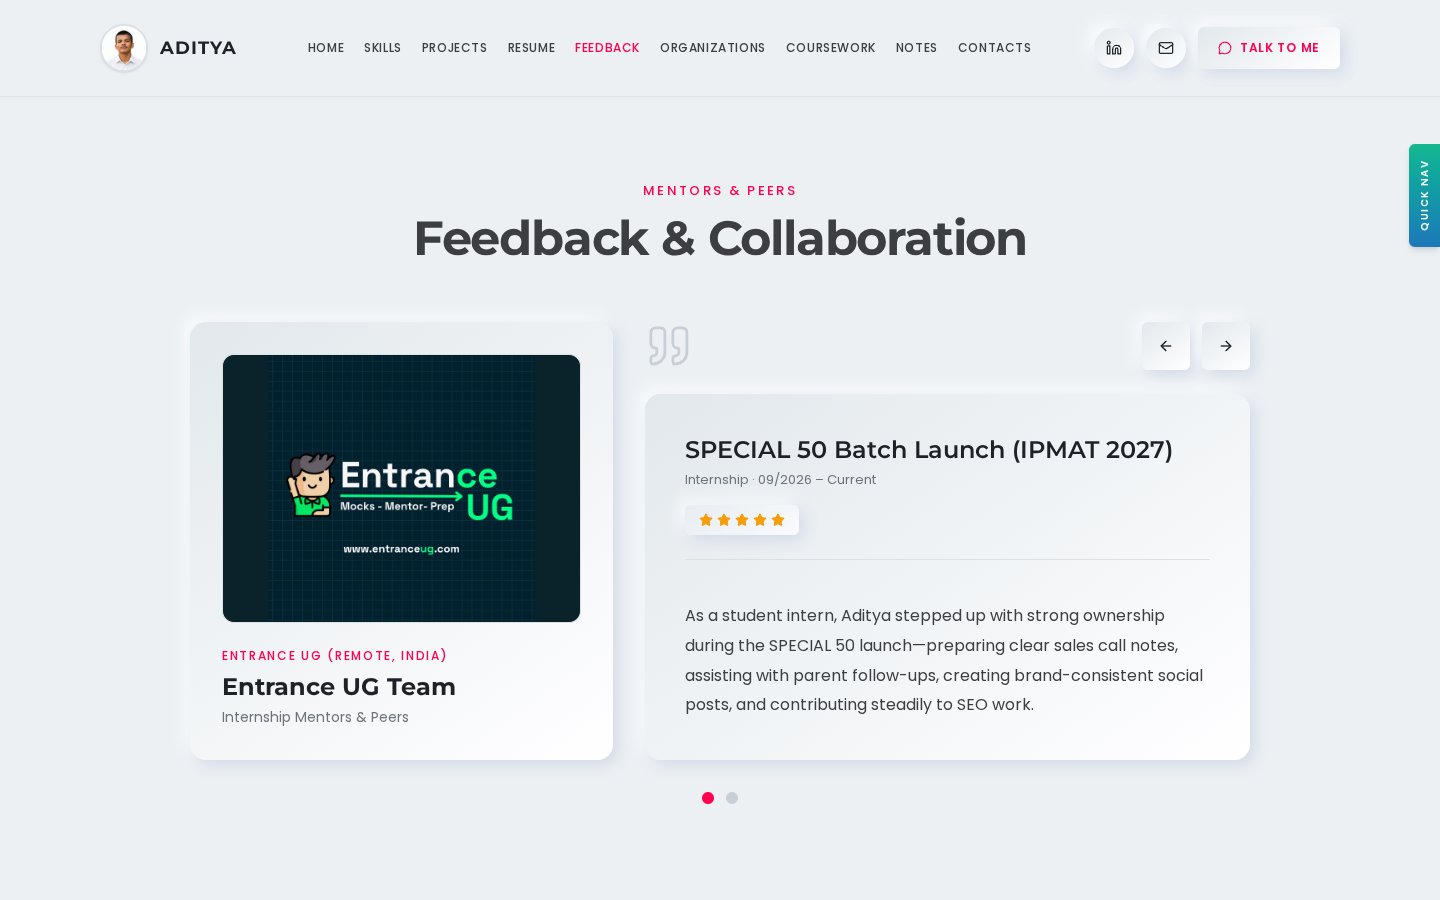 ADITYA
HOME
SKILLS
PROJECTS
RESUME
FEEDBACK
ORGANIZATIONS
COURSEWORK
NOTES
CONTACTS
TALK TO ME
QUICK NAV
MENTORS & PEERS
Feedback & Collaboration
Entrance
UG
Mocks - Mentor- Prep
www.entranceug.com
ENTRANCE UG (REMOTE, INDIA)
Entrance UG Team
Internship Mentors & Peers
SPECIAL 50 Batch Launch (IPMAT 2027)
Internship · 09/2026 – Current
As a student intern, Aditya stepped up with strong ownership
during the SPECIAL 50 launch—preparing clear sales call notes,
assisting with parent follow-ups, creating brand-consistent social
posts, and contributing steadily to SEO work.